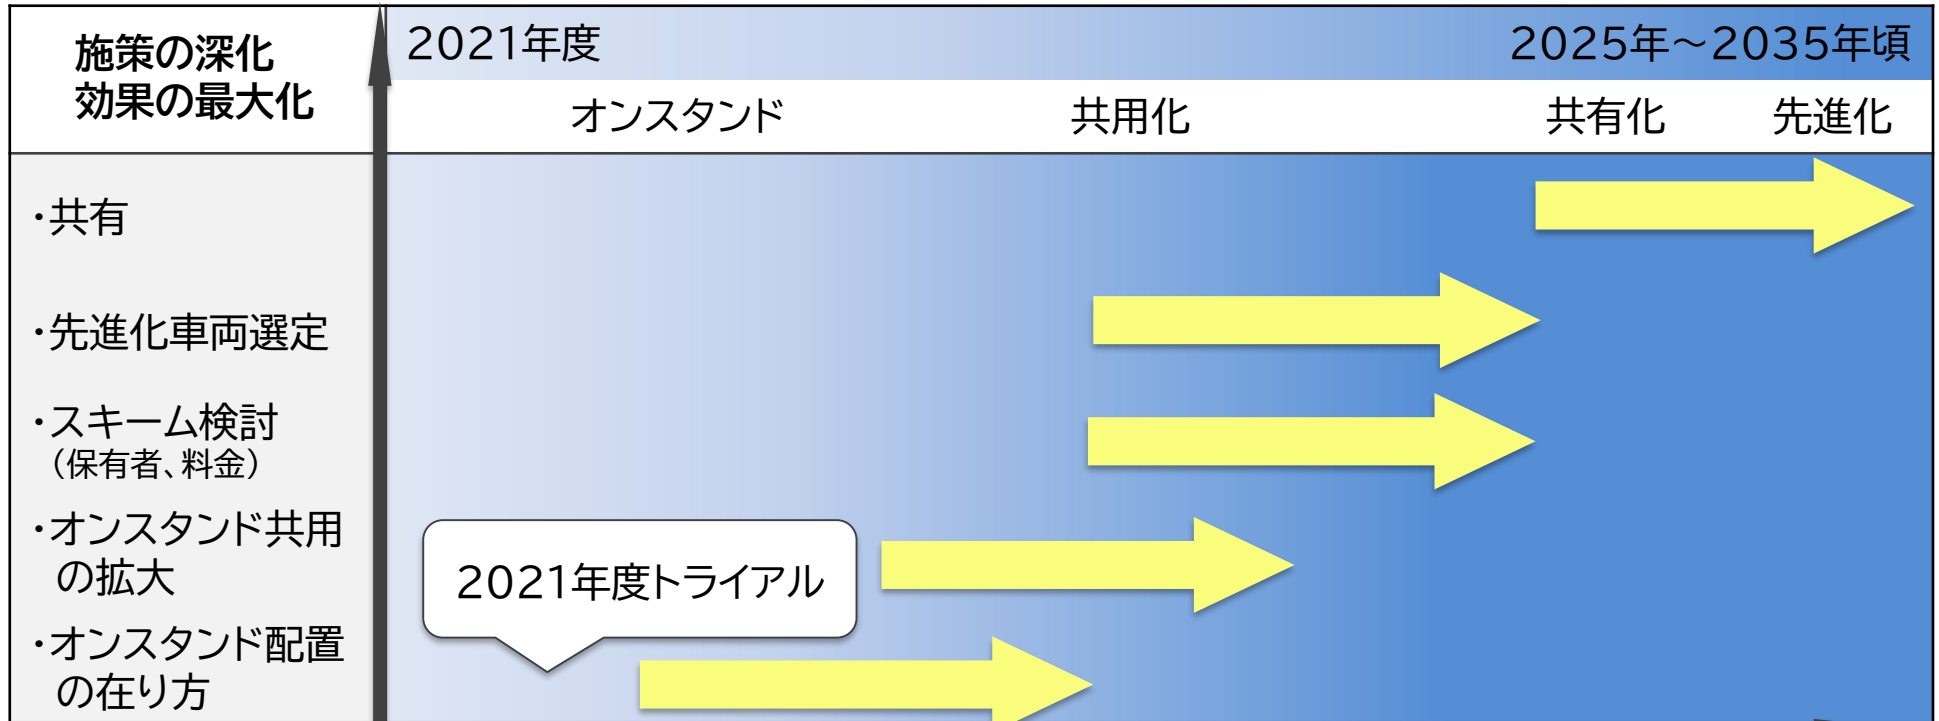 施策の深化
効果の最大化
2021年度
2025年～2035年頃
オンスタンド
共用化
共有化
先進化
・共有
・先進化車両選定
・スキーム検討
（保有者、料金）
・オンスタンド共用
の拡大
2021年度トライアル
・オンスタンド配置
の在り方